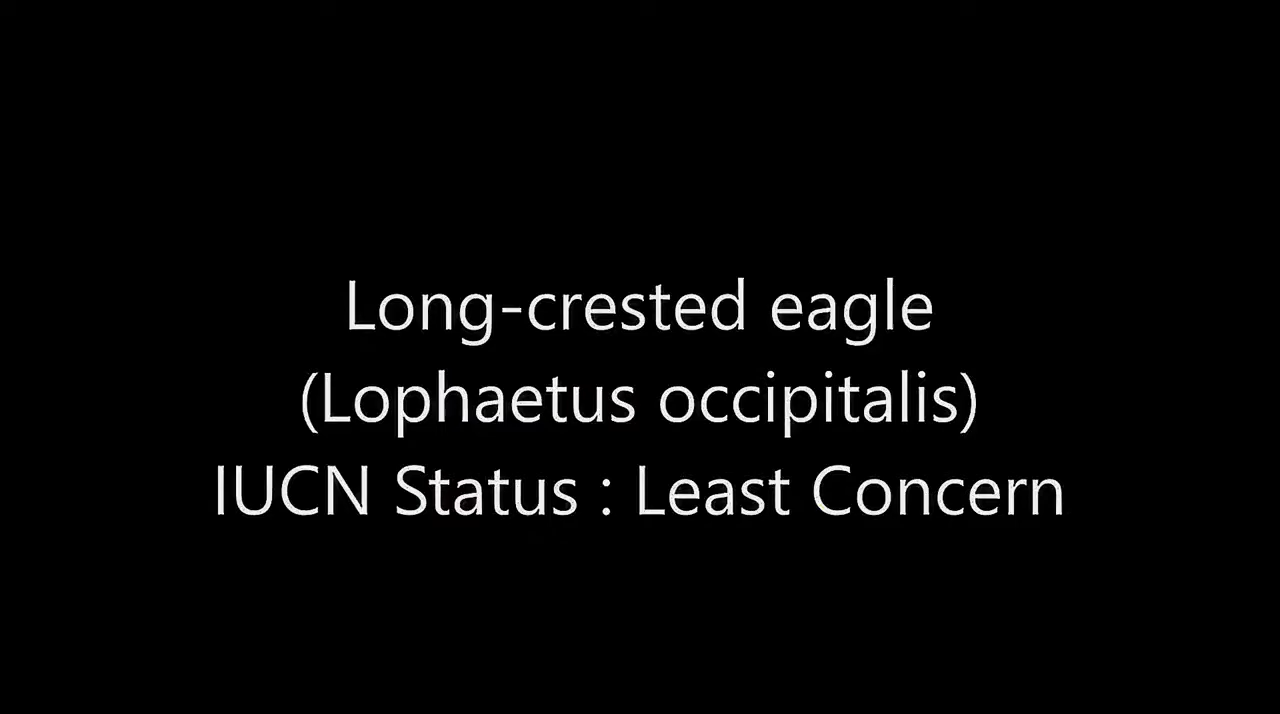 Long-crested eagle
(Lophaetus occipitalis)
IUCN Status : Least Concern